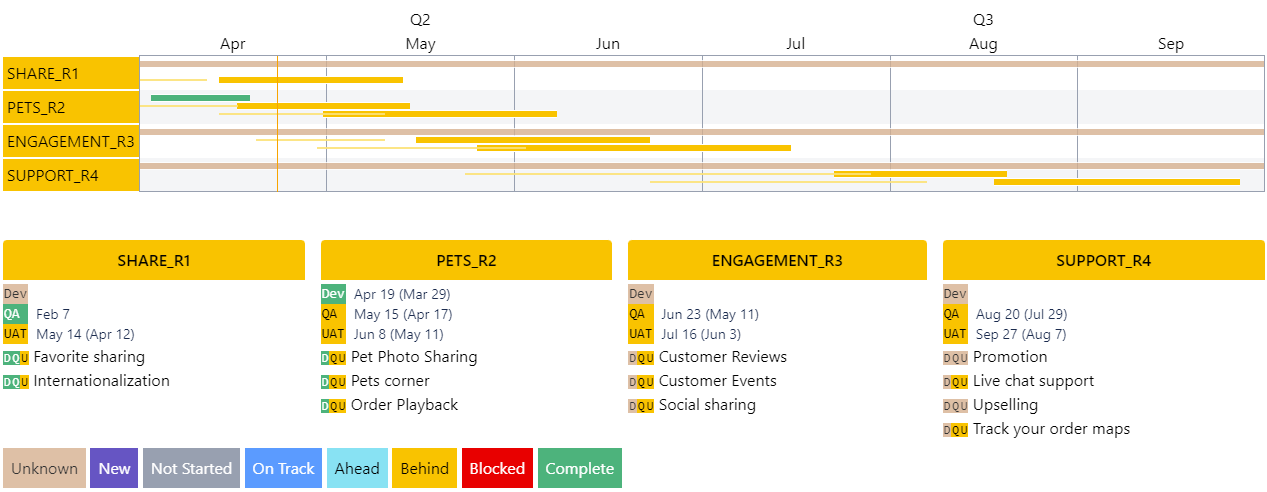 Q2 Q3
Apr May Jun Jul Aug Sep
SHARE_R1
PETS_R2
ENGAGEMENT_R3
SUPPORT_R4
SHARE_R1
Dev
QA Feb 7
UAT May 14 (Apr 12)
DQU Favorite sharing
DQU Internationalization
PETS_R2
Dev Apr 19 (Mar 29)
QA May 15 (Apr 17)
UAT Jun 8 (May 11)
DQU Pet Photo Sharing
DQU Pets corner
DQU Order Playback
ENGAGEMENT_R3
Dev
QA Jun 23 (May 11)
UAT Jul 16 (Jun 3)
DQU Customer Reviews
DQU Customer Events
DQU Social sharing
SUPPORT_R4
Dev
QA Aug 20 (Jul 29)
UAT Sep 27 (Aug 7)
DQU Promotion
DQU Live chat support
DQU Upselling
DQU Track your order maps
Unknown New Not Started On Track Ahead Behind Blocked Complete